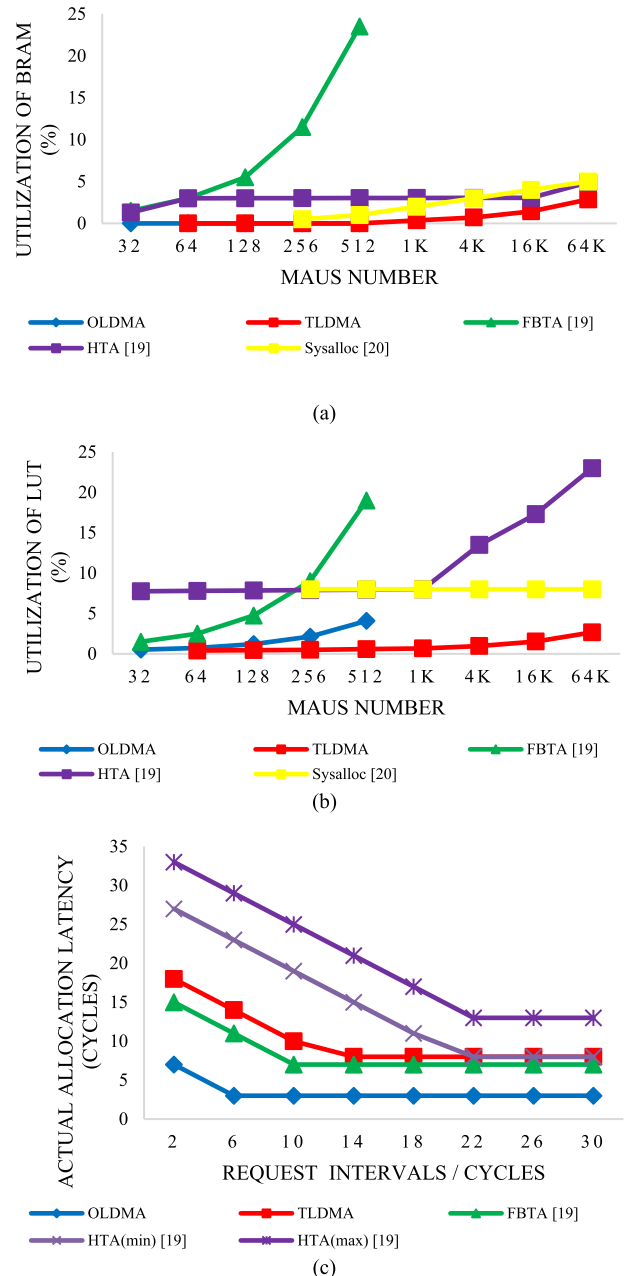 25
20
15
10
5
0
UTILIZATION OF BRAM
(%)
32 64 128 256 512 1K 4K 16K 64K
MAUS NUMBER
OLDMA TLDMA FBTA [19]
HTA [19] Sysalloc [20]
(a)
25
20
15
10
5
0
UTILIZATION OF LUT
(%)
32 64 128 256 512 1K 4K 16K 64K
MAUS NUMBER
OLDMA TLDMA FBTA [19]
HTA [19] Sysalloc [20]
(b)
35
30
25
20
15
10
5
0
ACTUAL ALLOCATION LATENCY
(CYCLES)
2 6 10 14 18 22 26 30
REQUEST INTERVALS / CYCLES
OLDMA TLDMA FBTA [19]
HTA(min) [19] HTA(max) [19]
(c)